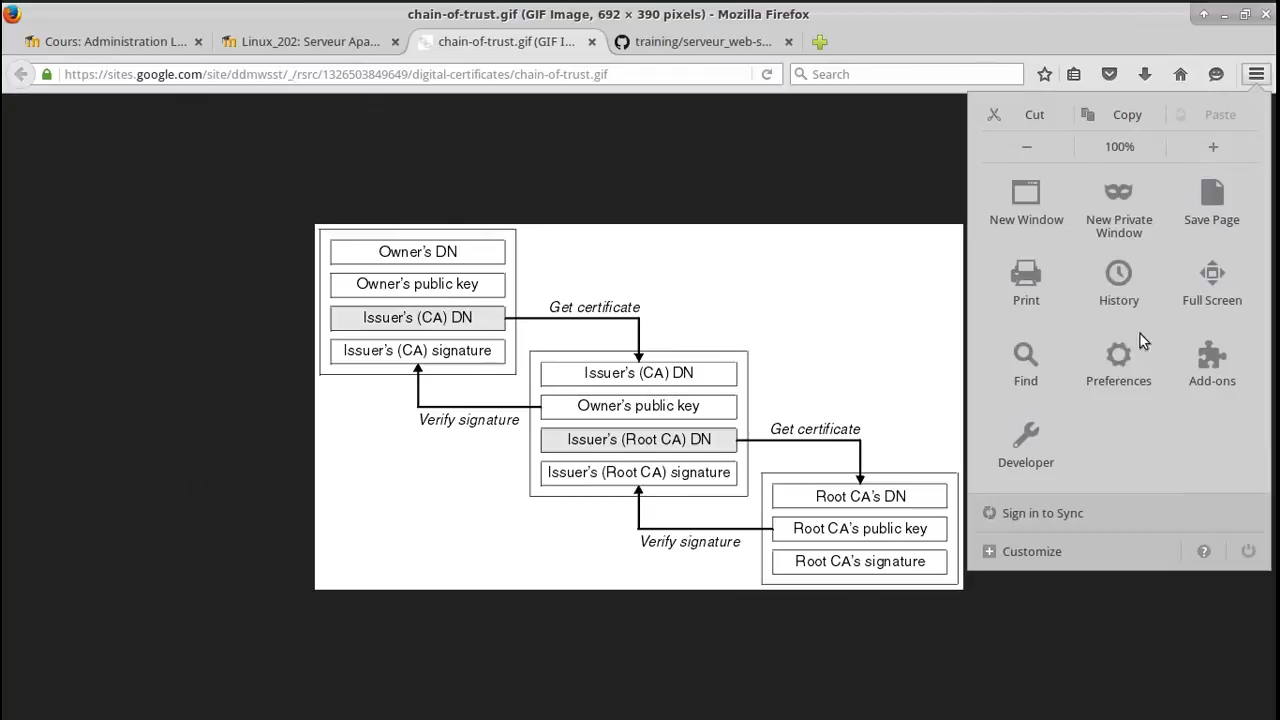 chain-of-trust.gif (GIF Image, 692 × 390 pixels) - Mozilla Firefox
Cours: Administration L...
Linux_202: Serveur Apa...
chain-of-trust.gif (GIF I...
training/serveur_web-s...
https://sites.google.com/site/ddmwsst/_/rsrc/1326503849649/digital-certificates/chain-of-trust.gif
Search
Cut
Copy
Paste
100%
New Window
New Private
Window
Save Page
Print
History
Full Screen
Find
Preferences
Add-ons
Developer
Sign in to Sync
Customize
Owner's DN
Owner's public key
Issuer's (CA) DN
Issuer's (CA) signature
Get certificate
Verify signature
Issuer's (CA) DN
Owner's public key
Issuer's (Root CA) DN
Issuer's (Root CA) signature
Get certificate
Verify signature
Root CA's DN
Root CA's public key
Root CA's signature